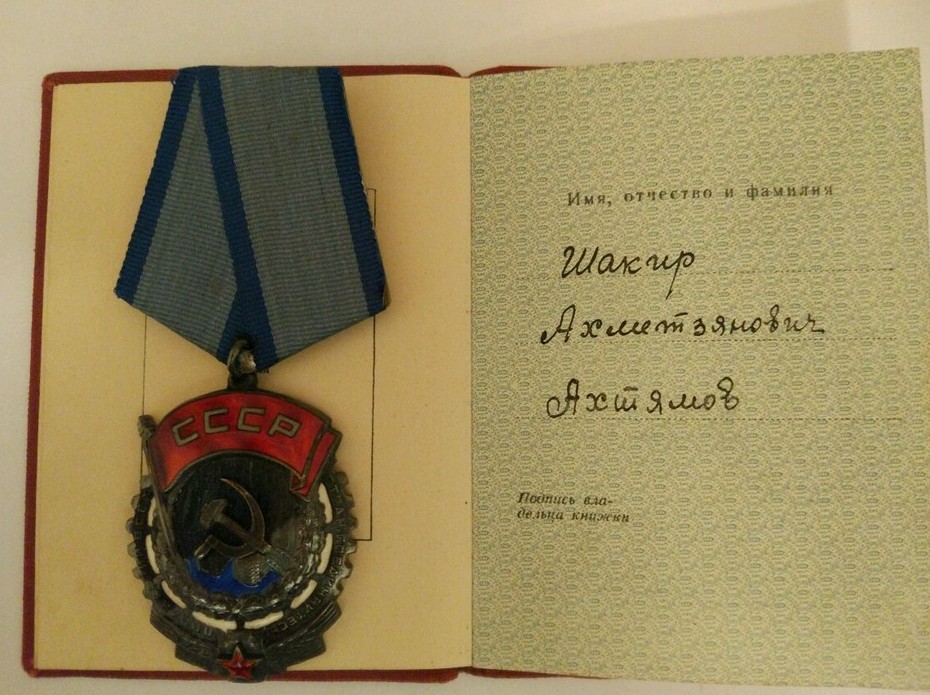 СССР
Имя, отчество и фамилия
Шакир
Ахметзянович
Ахтямов
Подпись вла-
дельца книжки